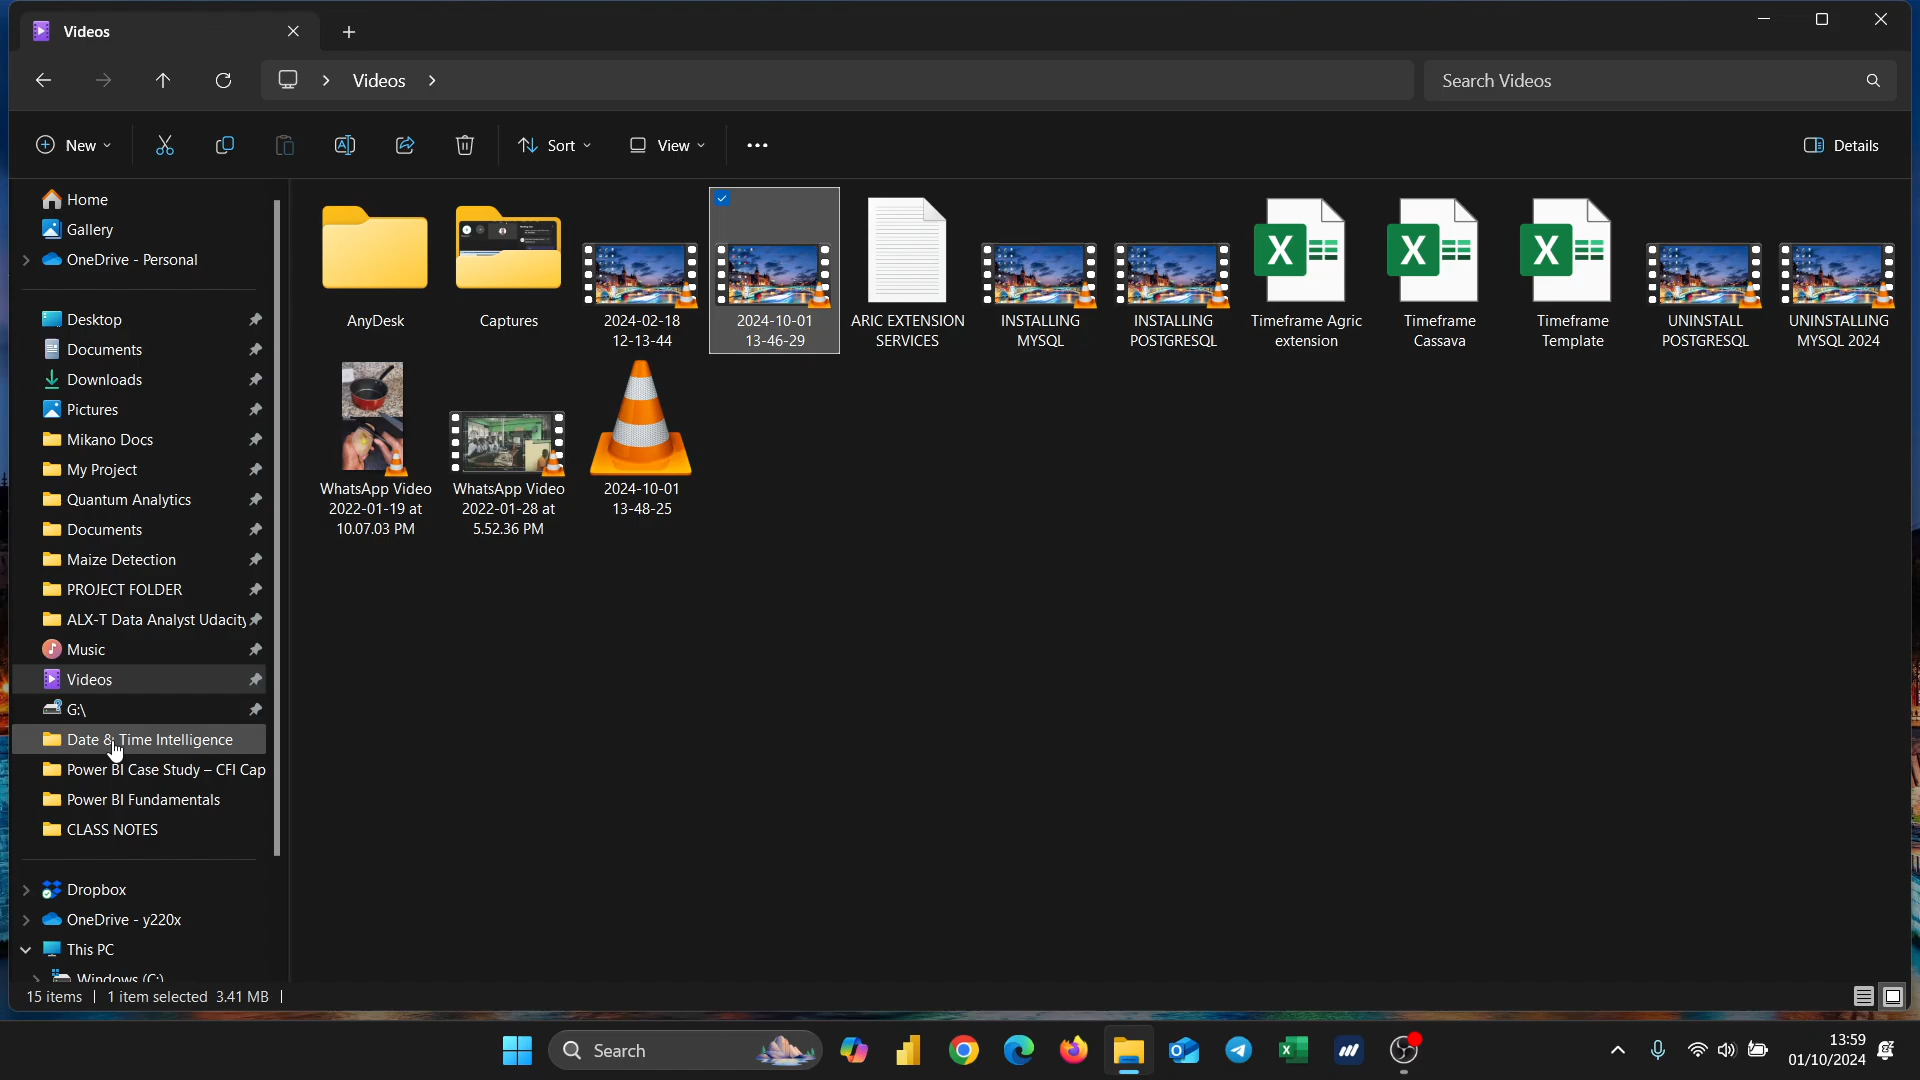 Videos
Videos
Search Videos
New
Sort
View
Details
Home
Gallery
OneDrive - Personal
Desktop
Documents
Downloads
Pictures
Mikano Docs
My Project
Quantum Analytics
Documents
Maize Detection
PROJECT FOLDER
ALX-T Data Analyst Udacity
Music
Videos
G:\
Date & Time Intelligence
Power BI Case Study – CFI Cap
Power BI Fundamentals
CLASS NOTES
Dropbox
OneDrive - y220x
This PC
Windows (C:)
AnyDesk
Captures
2024-02-18
12-13-44
2024-10-01
13-46-29
ARIC EXTENSION
SERVICES
INSTALLING
MYSQL
INSTALLING
POSTGRESQL
Timeframe Agric
extension
Timeframe
Cassava
Timeframe
Template
UNINSTALL
POSTGRESQL
UNINSTALLING
MYSQL 2024
WhatsApp Video
2022-01-19 at
10.07.03 PM
WhatsApp Video
2022-01-28 at
5.52.36 PM
2024-10-01
13-48-25
15 items
1 item selected 3.41 MB
Search
13:59
01/10/2024